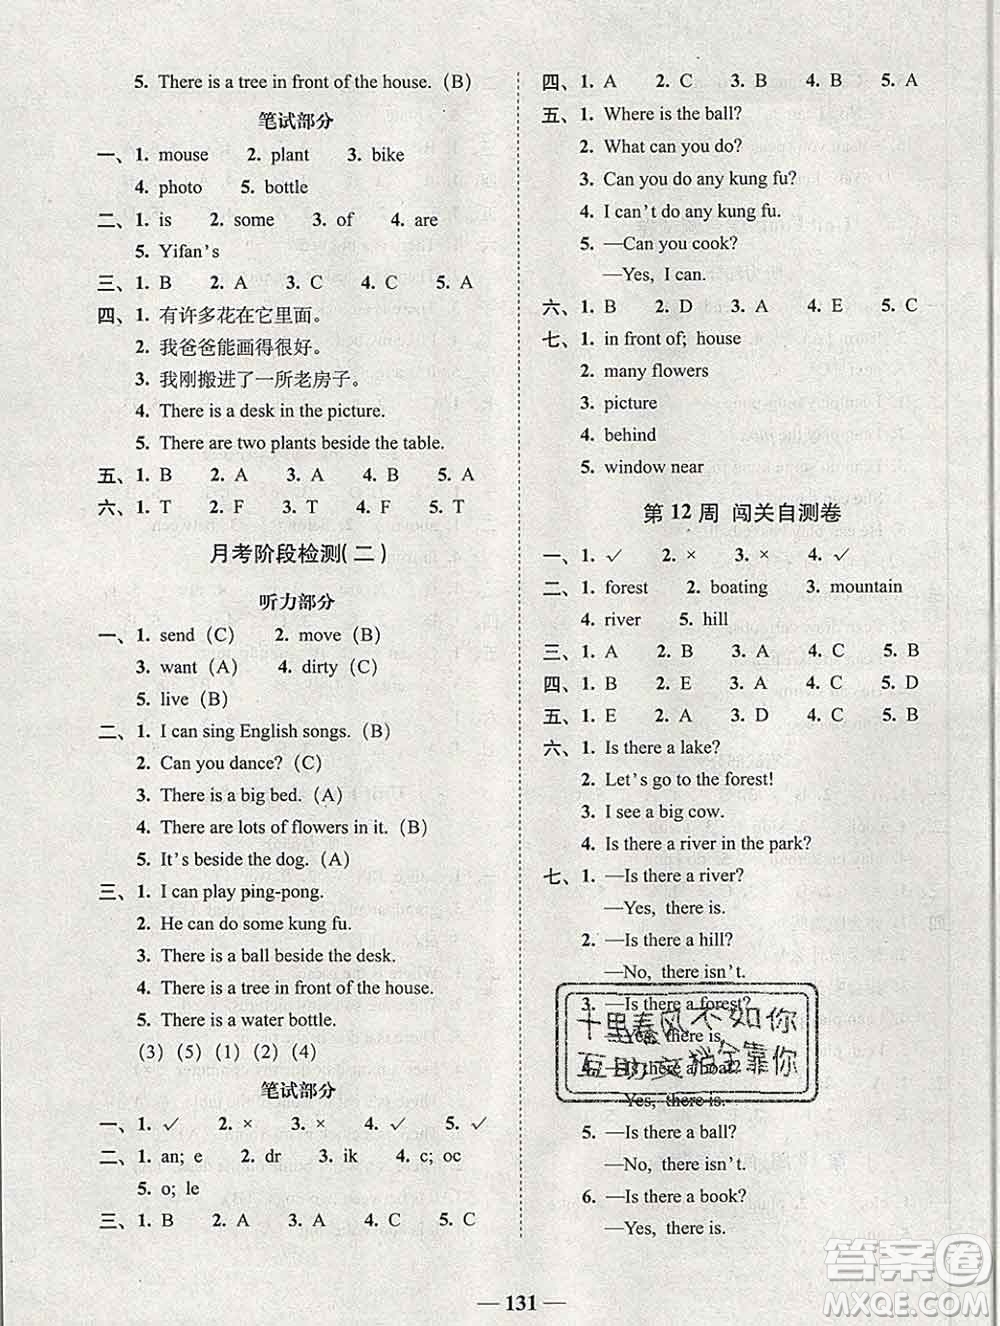 5. There is a tree in front of the house. (B)
笔试部分
一、1. mouse 2. plant 3. bike
4. photo 5. bottle
二、1. is 2. some 3. of 4. are
5. Yifan's
三、1. B 2. A 3. C 4. C 5. A
四、1. 有许多花在它里面。
2. 我爸爸能画得很好。
3. 我刚搬进了一所老房子。
4. There is a desk in the picture.
5. There are two plants beside the table.
五、1. B 2. A 3. B 4. B 5. A
六、1. T 2. F 3. F 4. F 5. T
月考阶段检测(二)
听力部分
一、1. send (C) 2. move (B)
3. want (A) 4. dirty (C)
5. live (B)
二、1. I can sing English songs. (B)
2. Can you dance? (C)
3. There is a big bed. (A)
4. There are lots of flowers in it. (B)
5. It's beside the dog. (A)
三、1. I can play ping-pong.
2. He can do some kung fu.
3. There is a ball beside the desk.
4. There is a tree in front of the house.
5. There is a water bottle.
(3) (5) (1) (2) (4)
笔试部分
一、1. ✓ 2. × 3. × 4. ✓ 5. ✓
二、1. an; e 2. dr 3. ik 4. c; oc
5. o; le
三、1. B 2. A 3. A 4. C 5. C
四、1. A 2. C 3. B 4. B 5. A
五、1. Where is the ball?
2. What can you do?
3. Can you do any kung fu?
4. I can't do any kung fu.
5. —Can you cook?
—Yes, I can.
六、1. B 2. D 3. A 4. E 5. C
七、1. in front of; house
2. many flowers
3. picture
4. behind
5. window near
第 12 周 闯关自测卷
一、1. ✓ 2. × 3. × 4. ✓
二、1. forest 2. boating 3. mountain
4. river 5. hill
三、1. A 2. B 3. A 4. C 5. B
四、1. B 2. E 3. A 4. C 5. D
五、1. E 2. A 3. D 4. C 5. B
六、1. Is there a lake?
2. Let's go to the forest!
3. I see a big cow.
4. Is there a river in the park?
七、1. —Is there a river?
—Yes, there is.
2. —Is there a hill?
—No, there isn't.
3. —Is there a forest?
—Yes, there is.
4. —Is there a boat?
—Yes, there is.
5. —Is there a ball?
—No, there isn't.
6. —Is there a book?
—Yes, there is.
十里春风不如你
互助文档全靠你
— 131 —
答案圈
MXQE.COM